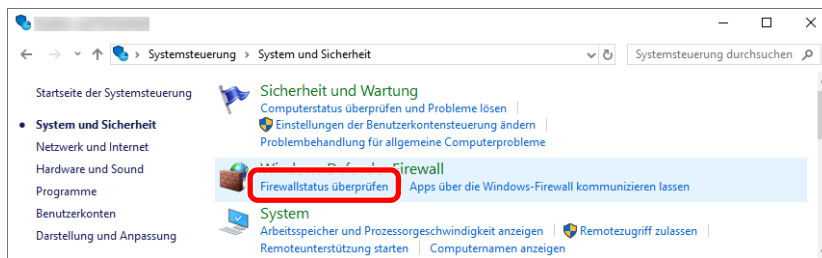 Systemsteuerung › System und Sicherheit
Systemsteuerung durchsuchen
Startseite der Systemsteuerung
System und Sicherheit
Netzwerk und Internet
Hardware und Sound
Programme
Benutzerkonten
Darstellung und Anpassung
Sicherheit und Wartung
Computerstatus überprüfen und Probleme lösen
Einstellungen der Benutzerkontensteuerung ändern
Problembehandlung für allgemeine Computerprobleme
Firewall
Firewallstatus überprüfen Apps über die Windows-Firewall kommunizieren lassen
System
Arbeitsspeicher und Prozessorgeschwindigkeit anzeigen Remotezugriff zulassen
Remoteunterstützung starten Computernamen anzeigen